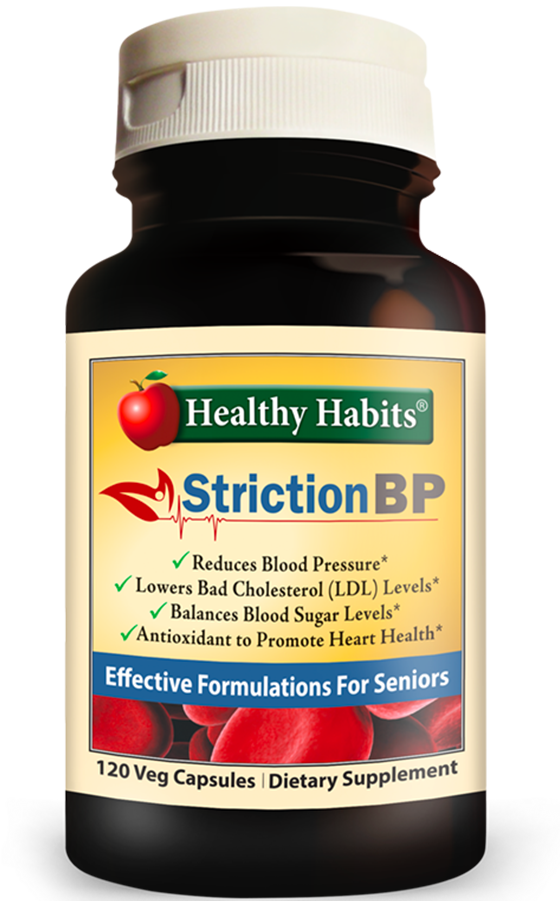 Healthy Habits®
StrictionBP
✓Reduces Blood Pressure*
✓Lowers Bad Cholesterol (LDL) Levels*
✓Balances Blood Sugar Levels*
✓Antioxidant to Promote Heart Health*
Effective Formulations For Seniors
120 Veg Capsules | Dietary Supplement